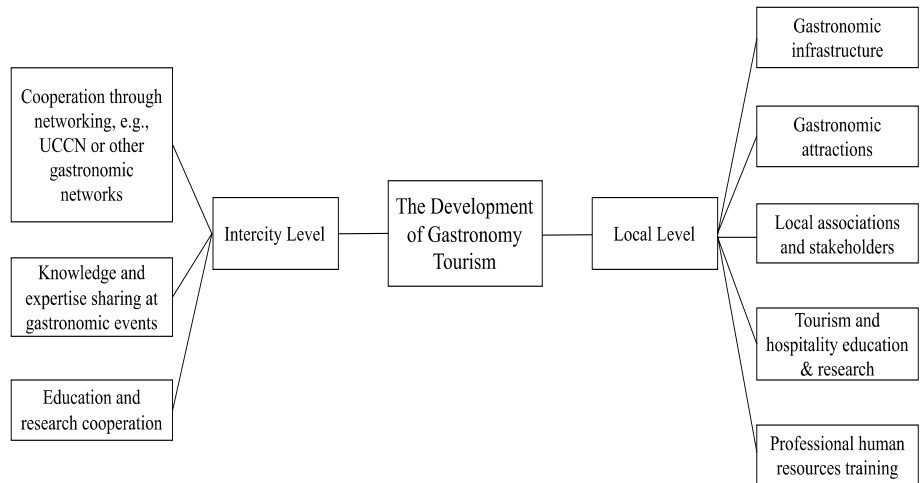 Cooperation through
networking, e.g.,
UCCN or other
gastronomic
networks
Knowledge and
expertise sharing at
gastronomic events
Education and
research cooperation
Intercity Level
The Development
of Gastronomy
Tourism
Local Level
Gastronomic
infrastructure
Gastronomic
attractions
Local associations
and stakeholders
Tourism and
hospitality education
& research
Professional human
resources training